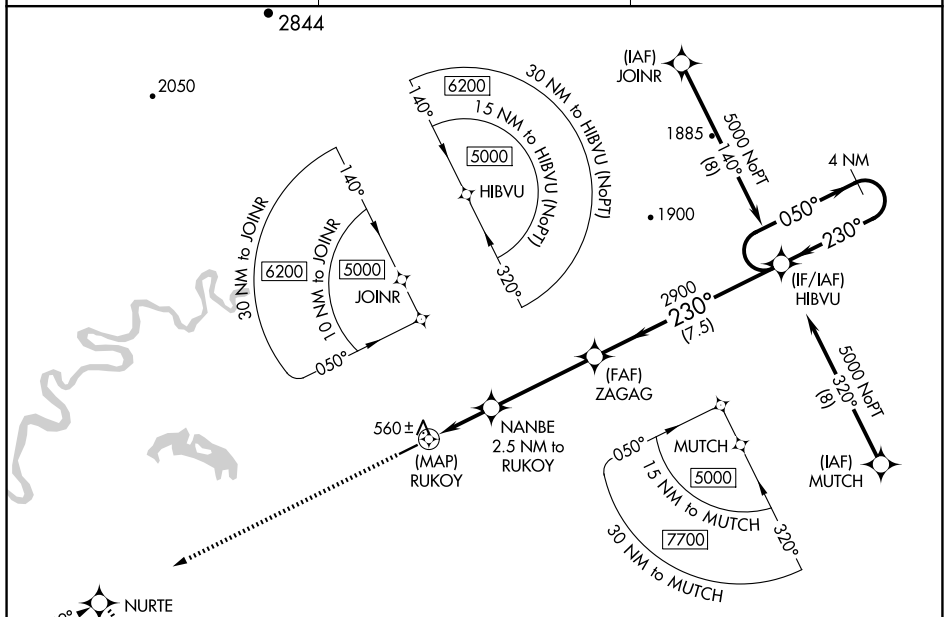 2844
2050
(IAF)
JOINR
5000 NoPT
140°
(8)
1885
4 NM
050°
230°
1900
(IF/IAF)
HIBVU
6200
30 NM to HIBVU (NoPT)
140°
15 NM to HIBVU (NoPT)
5000
HIBVU
320°
30 NM to JOINR
6200
10 NM to JOINR
5000
140°
JOINR
050°
2900
230°
(7.5)
(FAF)
ZAGAG
5000 NoPT
320°
(8)
(IAF)
MUTCH
560 ±
NANBE
2.5 NM to
RUKOY
(MAP)
RUKOY
050°
MUTCH
5000
15 NM to MUTCH
7700
30 NM to MUTCH
320°
NURTE